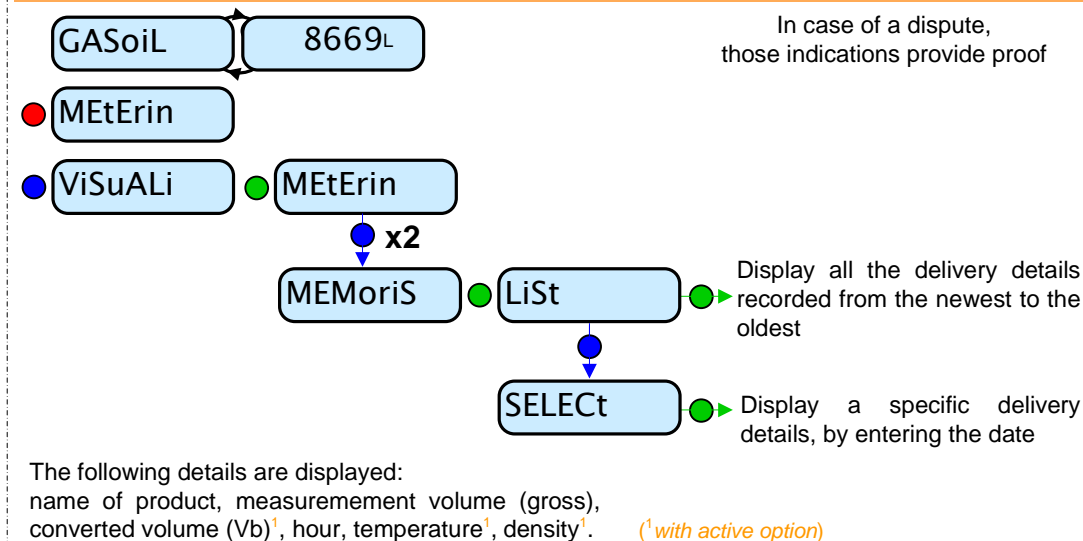 GASoiL 8669L
In case of a dispute,
those indications provide proof
MEtErin
ViSuALi MEtErin
x2
MEMoriS LiSt
Display all the delivery details
recorded from the newest to the
oldest
SELECt
Display a specific delivery
details, by entering the date
The following details are displayed:
name of product, measuremement volume (gross),
converted volume (Vb)¹, hour, temperature¹, density¹. (¹with active option)